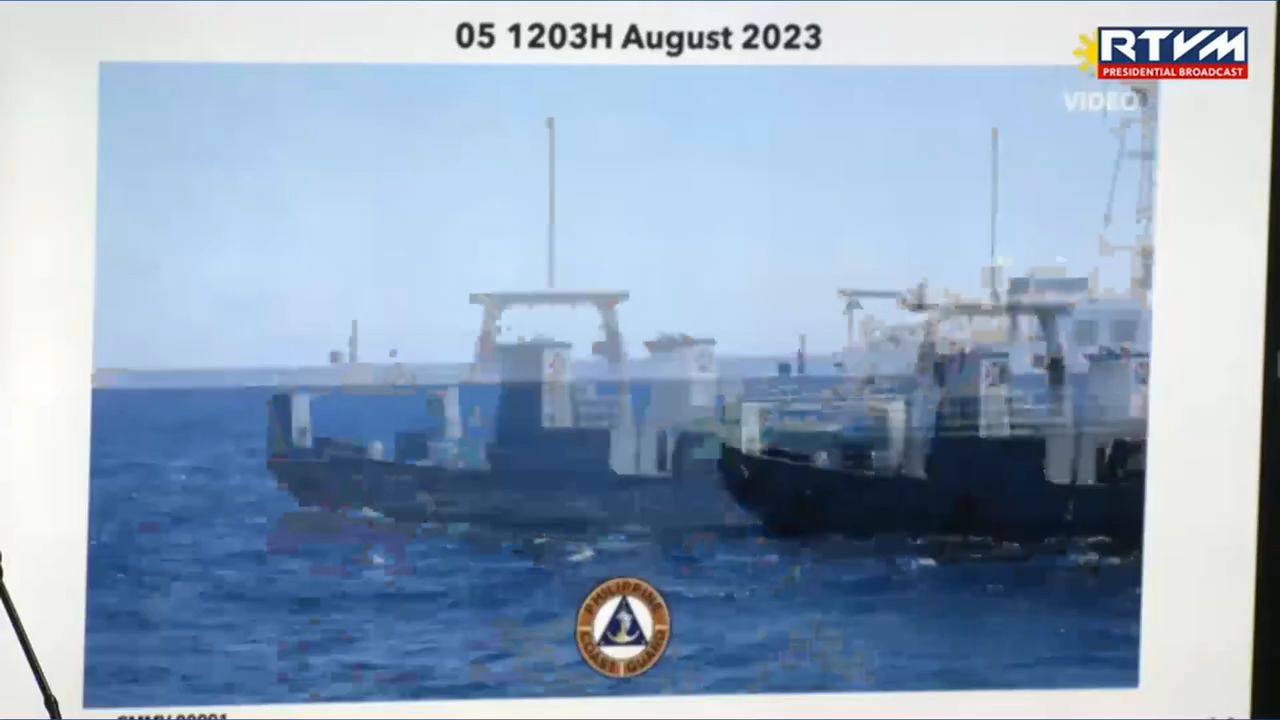 05 1203H August 2023
RTVM
PRESIDENTIAL BROADCAST
VIDEO
PHILIPPINE
COAST GUARD